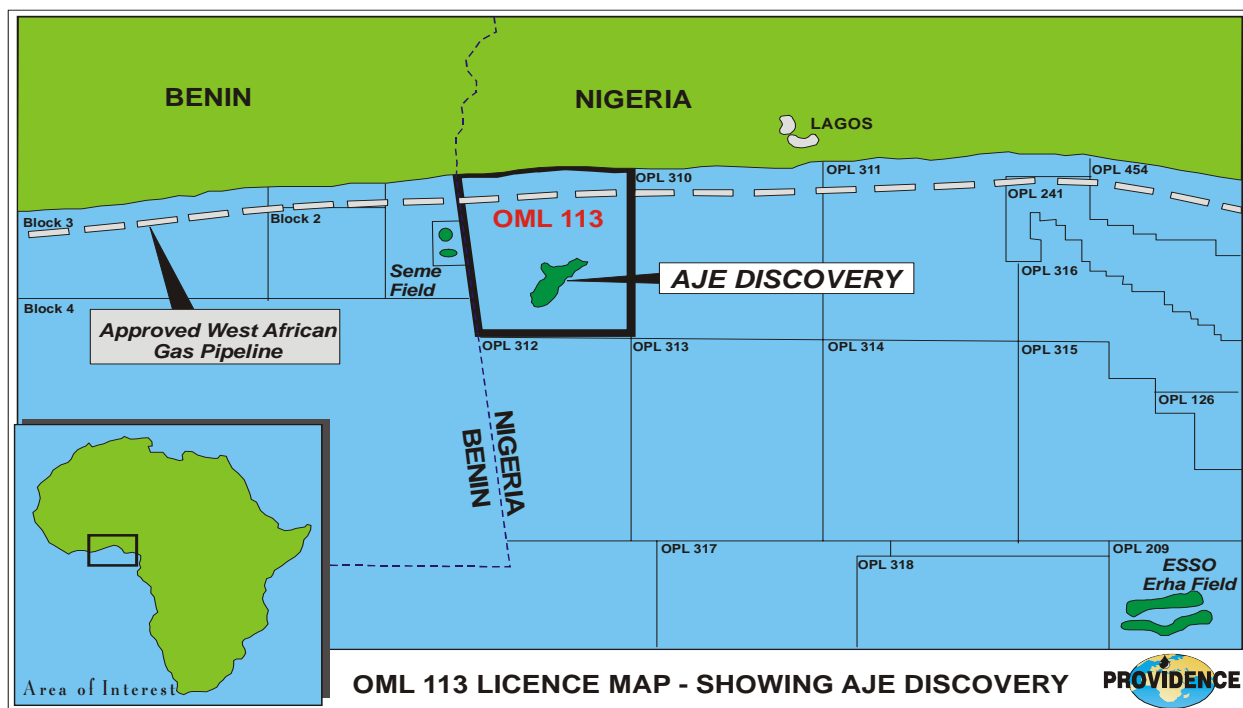 BENIN
NIGERIA
LAGOS
OPL 310
OPL 311
OPL 454
OPL 241
Block 3
Block 2
OML 113
Seme
Field
AJE DISCOVERY
OPL 316
Block 4
Approved West African
Gas Pipeline
OPL 312
OPL 313
OPL 314
OPL 315
OPL 126
NIGERIA
BENIN
OPL 317
OPL 318
OPL 209
ESSO
Erha Field
Area of Interest
OML 113 LICENCE MAP - SHOWING AJE DISCOVERY
PROVIDENCE